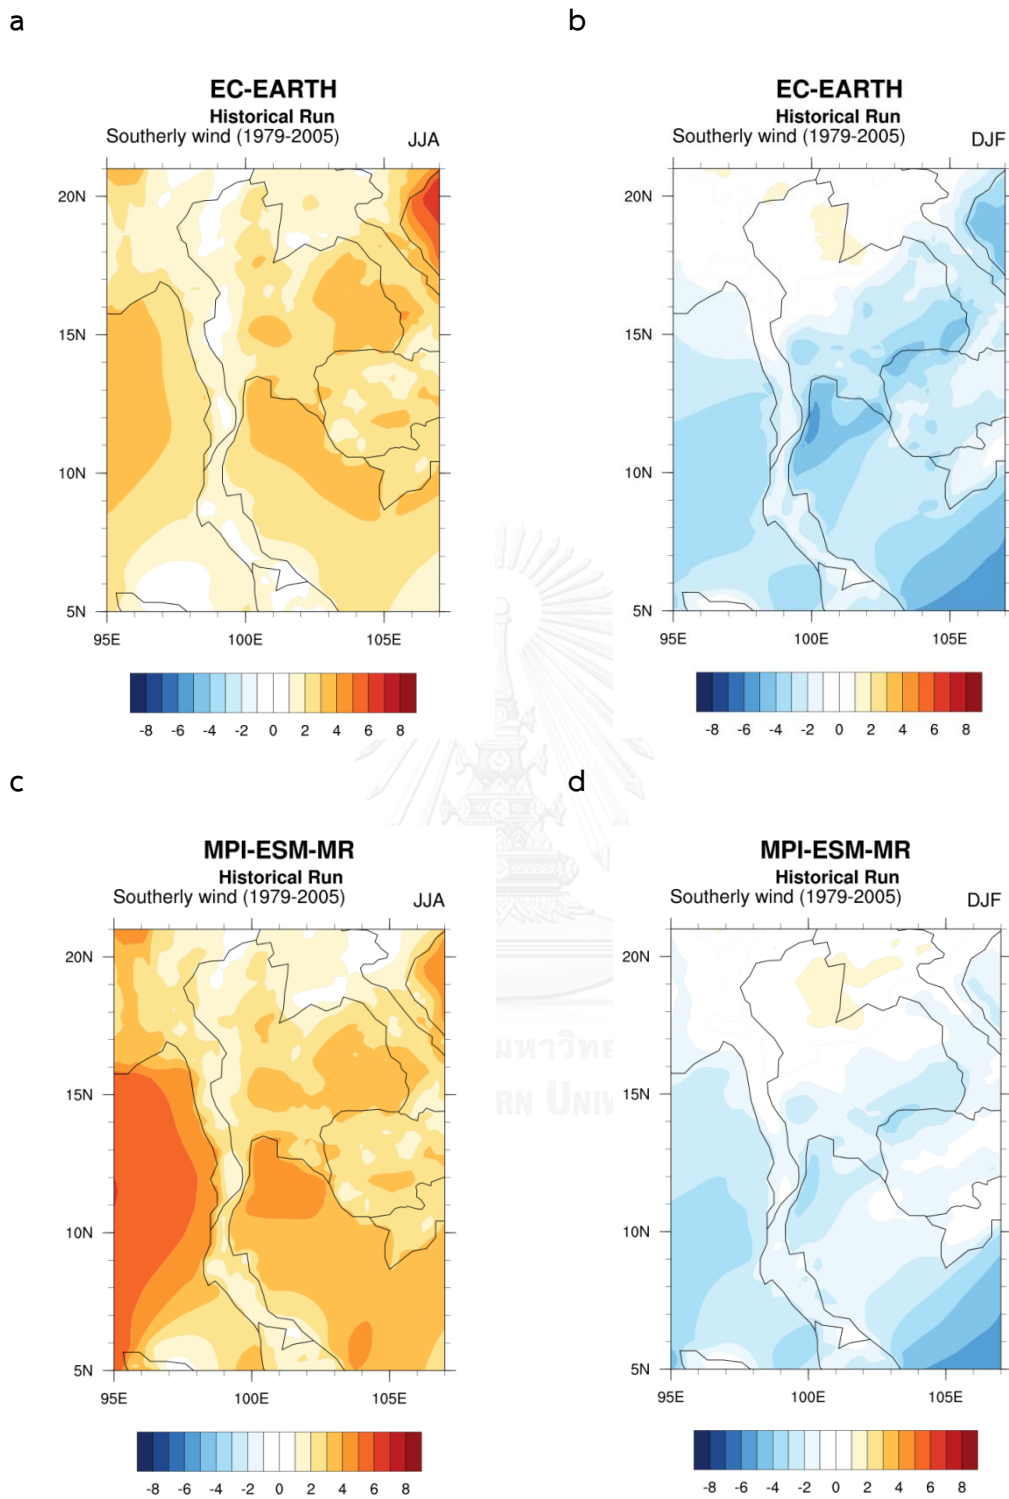 a
b
EC-EARTH
Historical Run
Southerly wind (1979-2005) JJA
20N
15N
10N
5N
95E 100E 105E
-8 -6 -4 -2 0 2 4 6 8
EC-EARTH
Historical Run
Southerly wind (1979-2005) DJF
20N
15N
10N
5N
95E 100E 105E
-8 -6 -4 -2 0 2 4 6 8
c
d
MPI-ESM-MR
Historical Run
Southerly wind (1979-2005) JJA
20N
15N
10N
5N
95E 100E 105E
-8 -6 -4 -2 0 2 4 6 8
MPI-ESM-MR
Historical Run
Southerly wind (1979-2005) DJF
20N
15N
10N
5N
95E 100E 105E
-8 -6 -4 -2 0 2 4 6 8